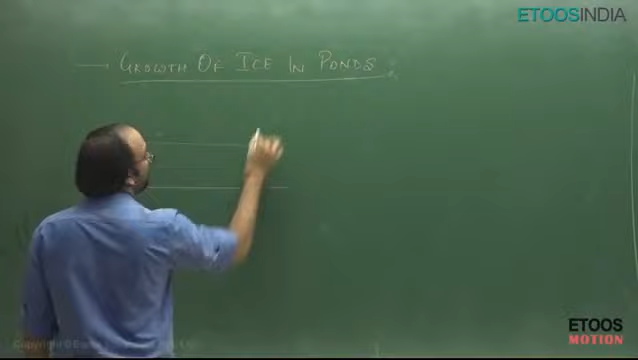 ETOOSINDIA
→ GROWTH OF ICE IN PONDS :
ETOOS
MOTION